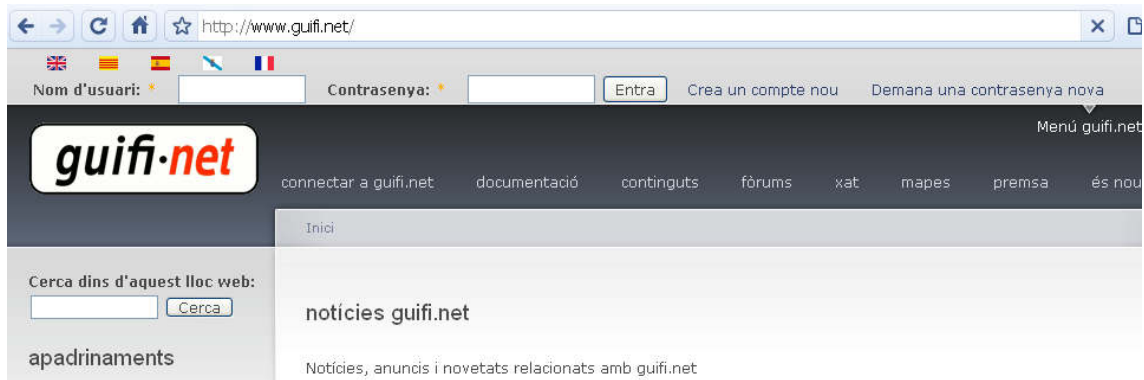 http://www.guifi.net/
Nom d'usuari: * Contrasenya: * Entra Crea un compte nou Demana una contrasenya nova
Menú guifi.net
guifi·net
connectar a guifi.net documentació continguts fòrums xat mapes premsa és nou
Inici
Cerca dins d'aquest lloc web:
Cerca
notícies guifi.net
apadrinaments
Notícies, anuncis i novetats relacionats amb guifi.net